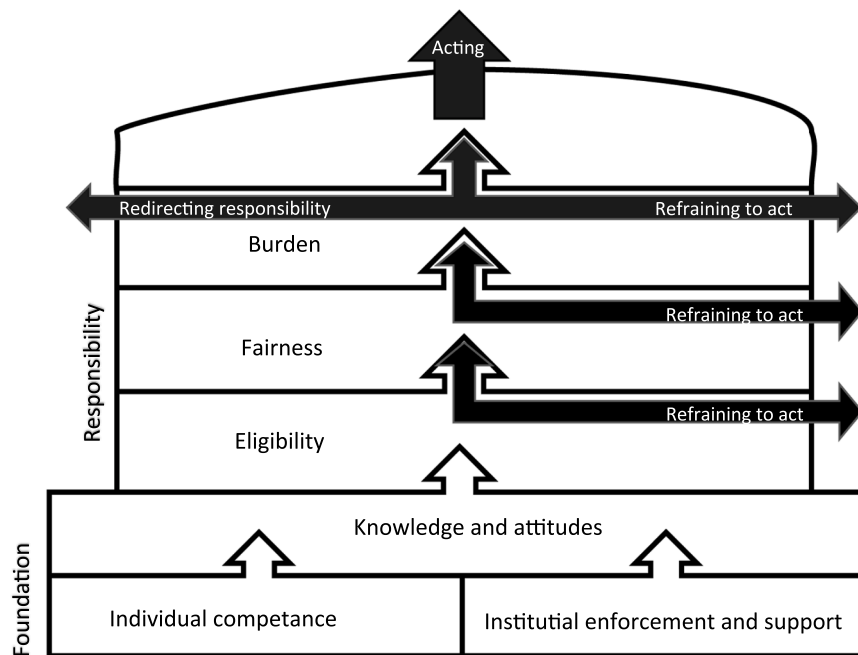 Acting
Redirecting responsibility
Refraining to act
Burden
Refraining to act
Fairness
Refraining to act
Eligibility
Responsibility
Knowledge and attitudes
Individual competance
Institutial enforcement and support
Foundation